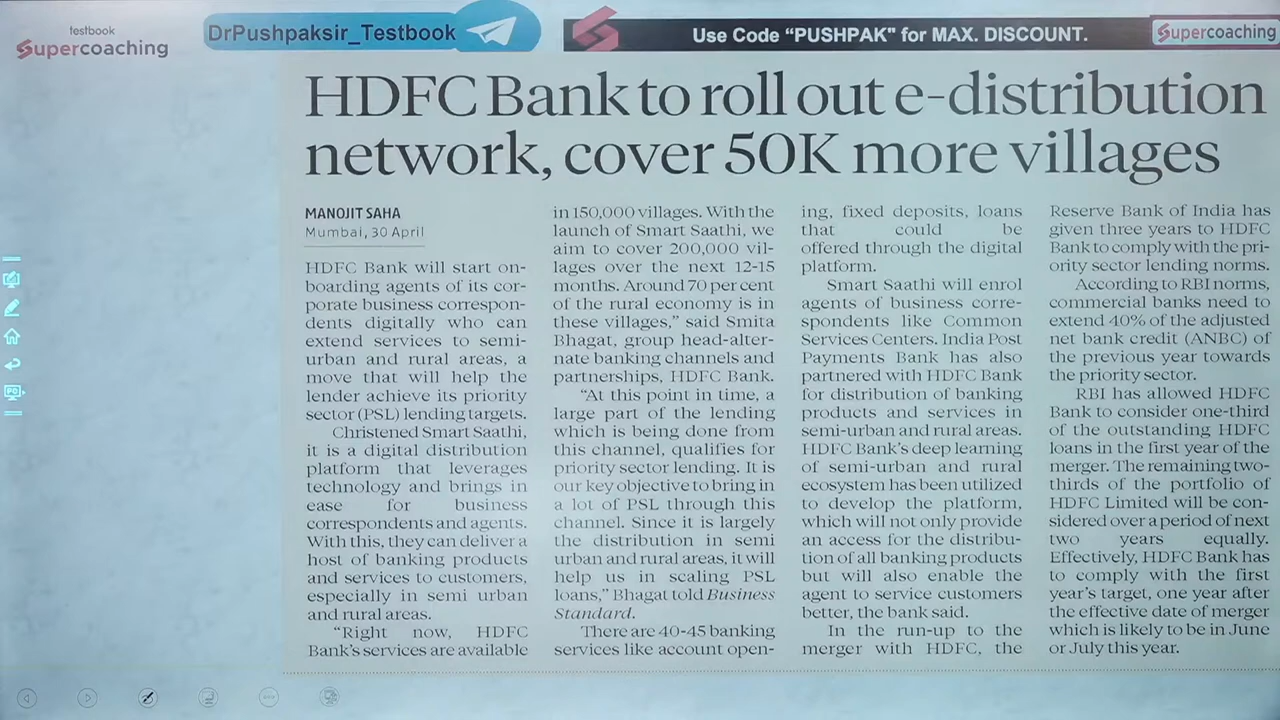 testbook
Supercoaching
DrPushpaksir_Testbook
Use Code “PUSHPAK" for MAX. DISCOUNT.
Supercoaching
HDFC Bank to roll out e-distribution
network, cover 50K more villages
MANOJIT SAHA
Mumbai, 30 April
HDFC Bank will start on-
boarding agents of its cor-
porate business correspon-
dents digitally who can
extend services to semi-
urban and rural areas, a
move that will help the
lender achieve its priority
sector (PSL) lending targets.
Christened Smart Saathi,
it is a digital distribution
platform that leverages
technology and brings in
ease for business
correspondents and agents.
With this, they can deliver a
host of banking products
and services to customers,
especially in semi urban
and rural areas.
“Right now, HDFC
Bank's services are available
in 150,000 villages. With the
launch of Smart Saathi, we
aim to cover 200,000 vil-
lages over the next 12-15
months. Around 70 per cent
of the rural economy is in
these villages,” said Smita
Bhagat, group head-alter-
nate banking channels and
partnerships, HDFC Bank.
“At this point in time, a
large part of the lending
which is being done from
this channel, qualifies for
priority sector lending. It is
our key objective to bring in
a lot of PSL through this
channel. Since it is largely
the distribution in semi
urban and rural areas, it will
help us in scaling PSL
loans,” Bhagat told Business
Standard.
There are 40-45 banking
services like account open-
ing, fixed deposits, loans
that could be
offered through the digital
platform.
Smart Saathi will enrol
agents of business corre-
spondents like Common
Services Centers. India Post
Payments Bank has also
partnered with HDFC Bank
for distribution of banking
products and services in
semi-urban and rural areas.
HDFC Bank's deep learning
of semi-urban and rural
ecosystem has been utilized
to develop the platform,
which will not only provide
an access for the distribu-
tion of all banking products
but will also enable the
agent to service customers
better, the bank said.
In the run-up to the
merger with HDFC, the
Reserve Bank of India has
given three years to HDFC
Bank to comply with the pri-
ority sector lending norms.
According to RBI norms,
commercial banks need to
extend 40% of the adjusted
net bank credit (ANBC) of
the previous year towards
the priority sector.
RBI has allowed HDFC
Bank to consider one-third
of the outstanding HDFC
loans in the first year of the
merger. The remaining two-
thirds of the portfolio of
HDFC Limited will be con-
sidered over a period of next
two years equally.
Effectively, HDFC Bank has
to comply with the first
year's target, one year after
the effective date of merger
which is likely to be in June
or July this year.